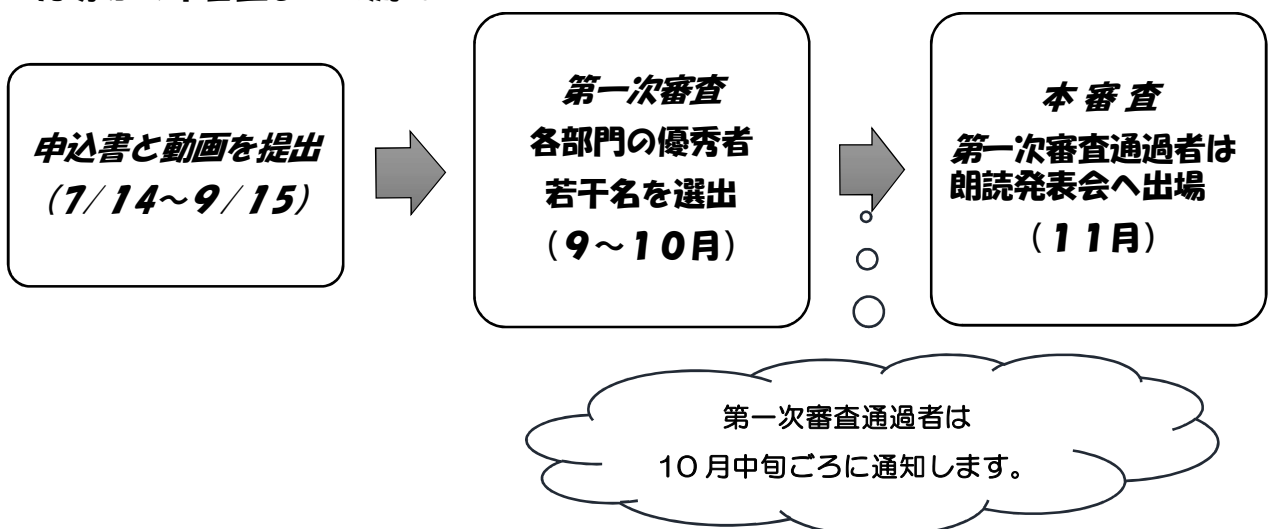 申込書と動画を提出
(7/14~9/15)
第一次審査
各部門の優秀者
若干名を選出
(9~10月)
本 審 査
第一次審査通過者は
朗読発表会へ出場
(11月)
第一次審査通過者は
10月中旬ごろに通知します。